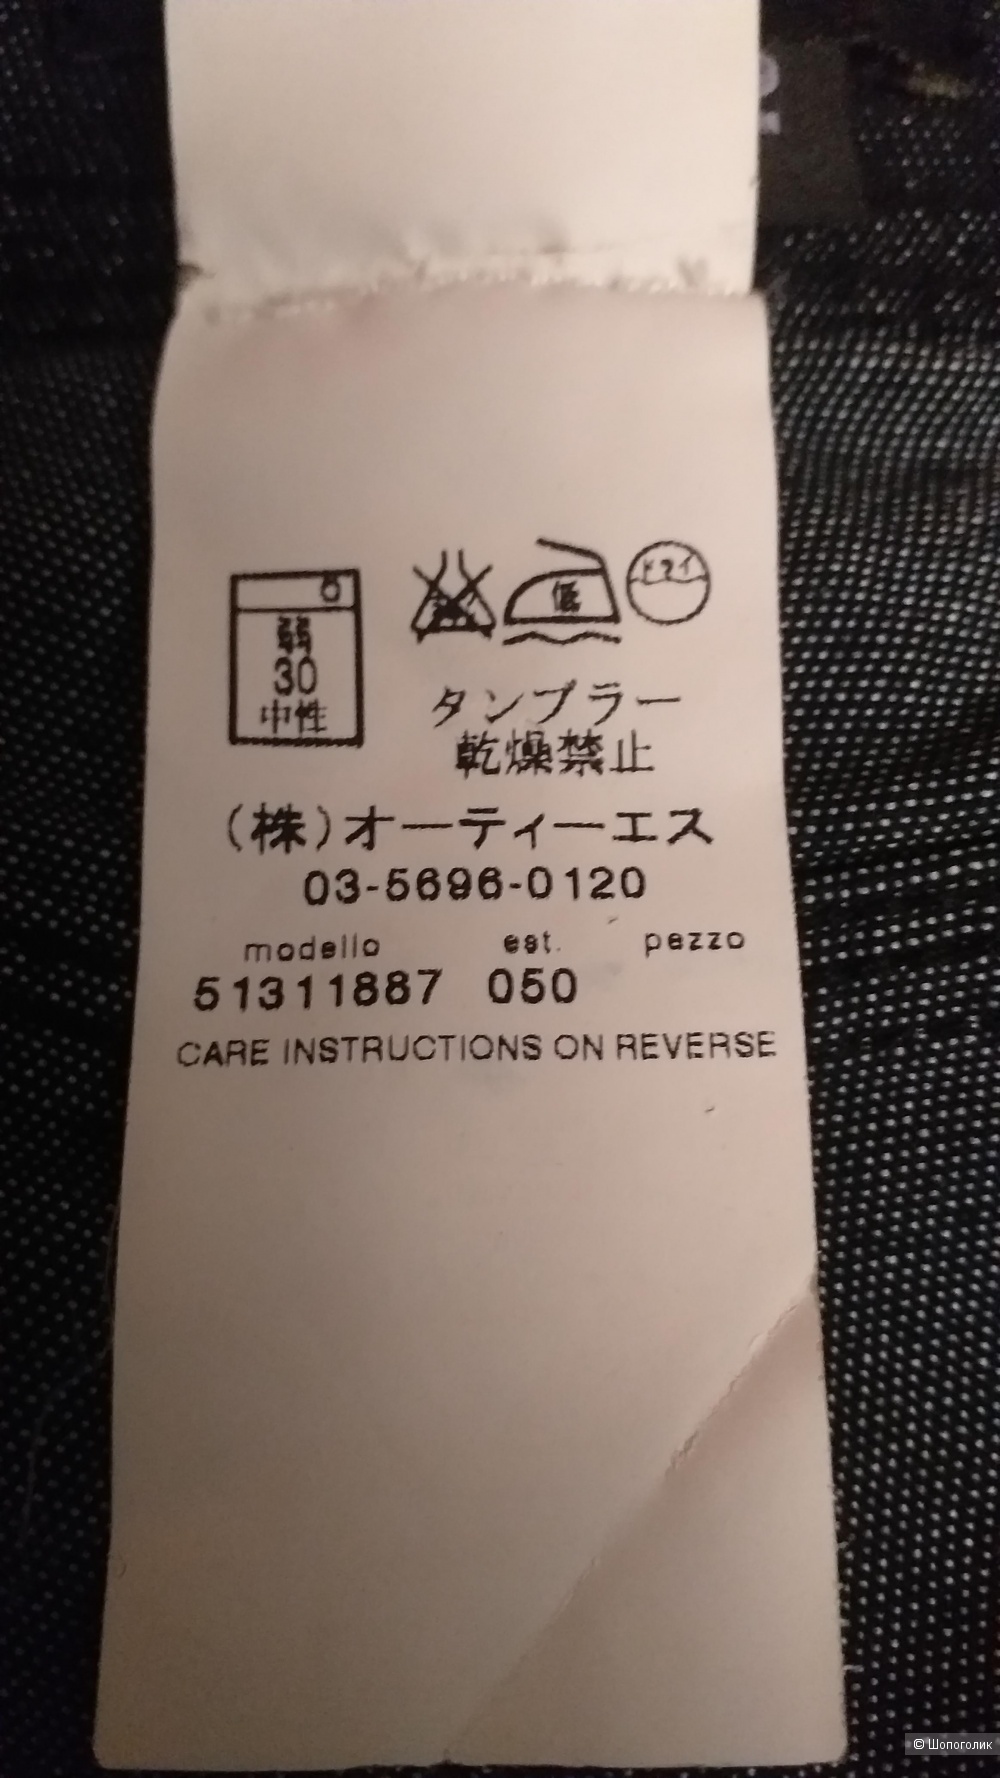 弱
30
中性
低
ドライ
タンブラー
乾燥禁止
(株)オーティーエス
03-5696-0120
modello est. pezzo
51311887 050
CARE INSTRUCTIONS ON REVERSE
© Шопоголик